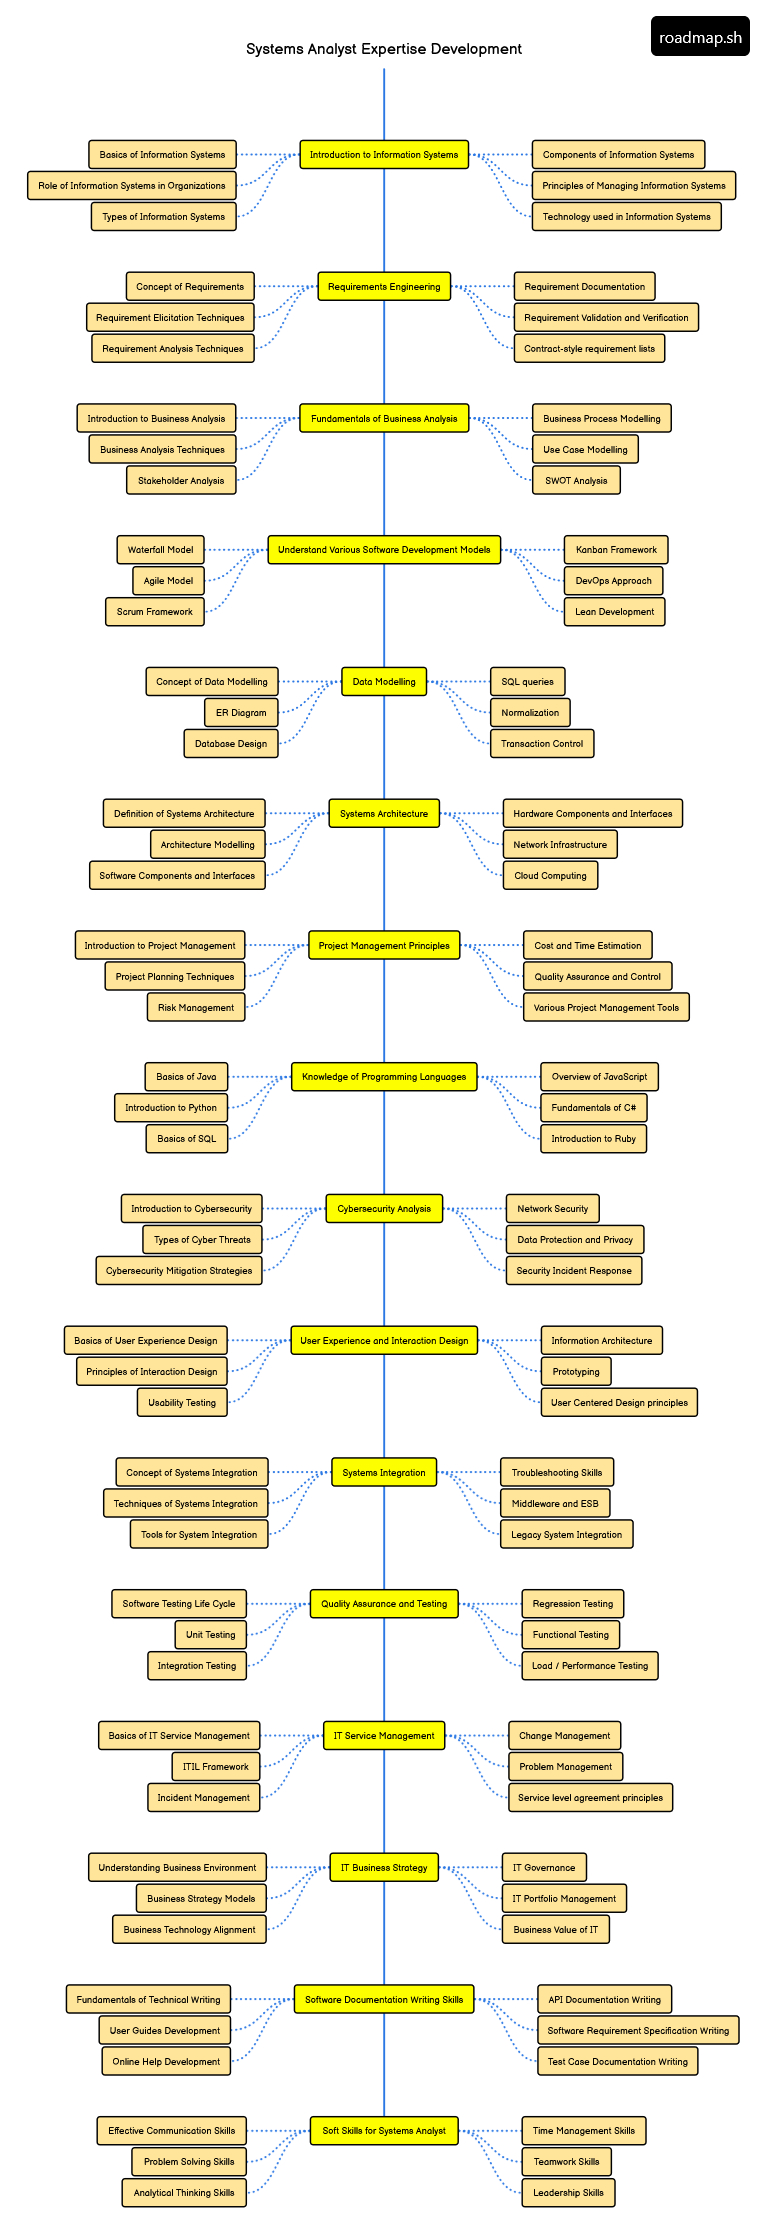 roadmap.sh
Systems Analyst Expertise Development
Introduction to Information Systems
Basics of Information Systems
Role of Information Systems in Organizations
Types of Information Systems
Components of Information Systems
Principles of Managing Information Systems
Technology used in Information Systems
Requirements Engineering
Concept of Requirements
Requirement Elicitation Techniques
Requirement Analysis Techniques
Requirement Documentation
Requirement Validation and Verification
Contract-style requirement lists
Fundamentals of Business Analysis
Introduction to Business Analysis
Business Analysis Techniques
Stakeholder Analysis
Business Process Modelling
Use Case Modelling
SWOT Analysis
Understand Various Software Development Models
Waterfall Model
Agile Model
Scrum Framework
Kanban Framework
DevOps Approach
Lean Development
Data Modelling
Concept of Data Modelling
ER Diagram
Database Design
SQL queries
Normalization
Transaction Control
Systems Architecture
Definition of Systems Architecture
Architecture Modelling
Software Components and Interfaces
Hardware Components and Interfaces
Network Infrastructure
Cloud Computing
Project Management Principles
Introduction to Project Management
Project Planning Techniques
Risk Management
Cost and Time Estimation
Quality Assurance and Control
Various Project Management Tools
Knowledge of Programming Languages
Basics of Java
Introduction to Python
Basics of SQL
Overview of JavaScript
Fundamentals of C#
Introduction to Ruby
Cybersecurity Analysis
Introduction to Cybersecurity
Types of Cyber Threats
Cybersecurity Mitigation Strategies
Network Security
Data Protection and Privacy
Security Incident Response
User Experience and Interaction Design
Basics of User Experience Design
Principles of Interaction Design
Usability Testing
Information Architecture
Prototyping
User Centered Design principles
Systems Integration
Concept of Systems Integration
Techniques of Systems Integration
Tools for System Integration
Troubleshooting Skills
Middleware and ESB
Legacy System Integration
Quality Assurance and Testing
Software Testing Life Cycle
Unit Testing
Integration Testing
Regression Testing
Functional Testing
Load / Performance Testing
IT Service Management
Basics of IT Service Management
ITIL Framework
Incident Management
Change Management
Problem Management
Service level agreement principles
IT Business Strategy
Understanding Business Environment
Business Strategy Models
Business Technology Alignment
IT Governance
IT Portfolio Management
Business Value of IT
Software Documentation Writing Skills
Fundamentals of Technical Writing
User Guides Development
Online Help Development
API Documentation Writing
Software Requirement Specification Writing
Test Case Documentation Writing
Soft Skills for Systems Analyst
Effective Communication Skills
Problem Solving Skills
Analytical Thinking Skills
Time Management Skills
Teamwork Skills
Leadership Skills